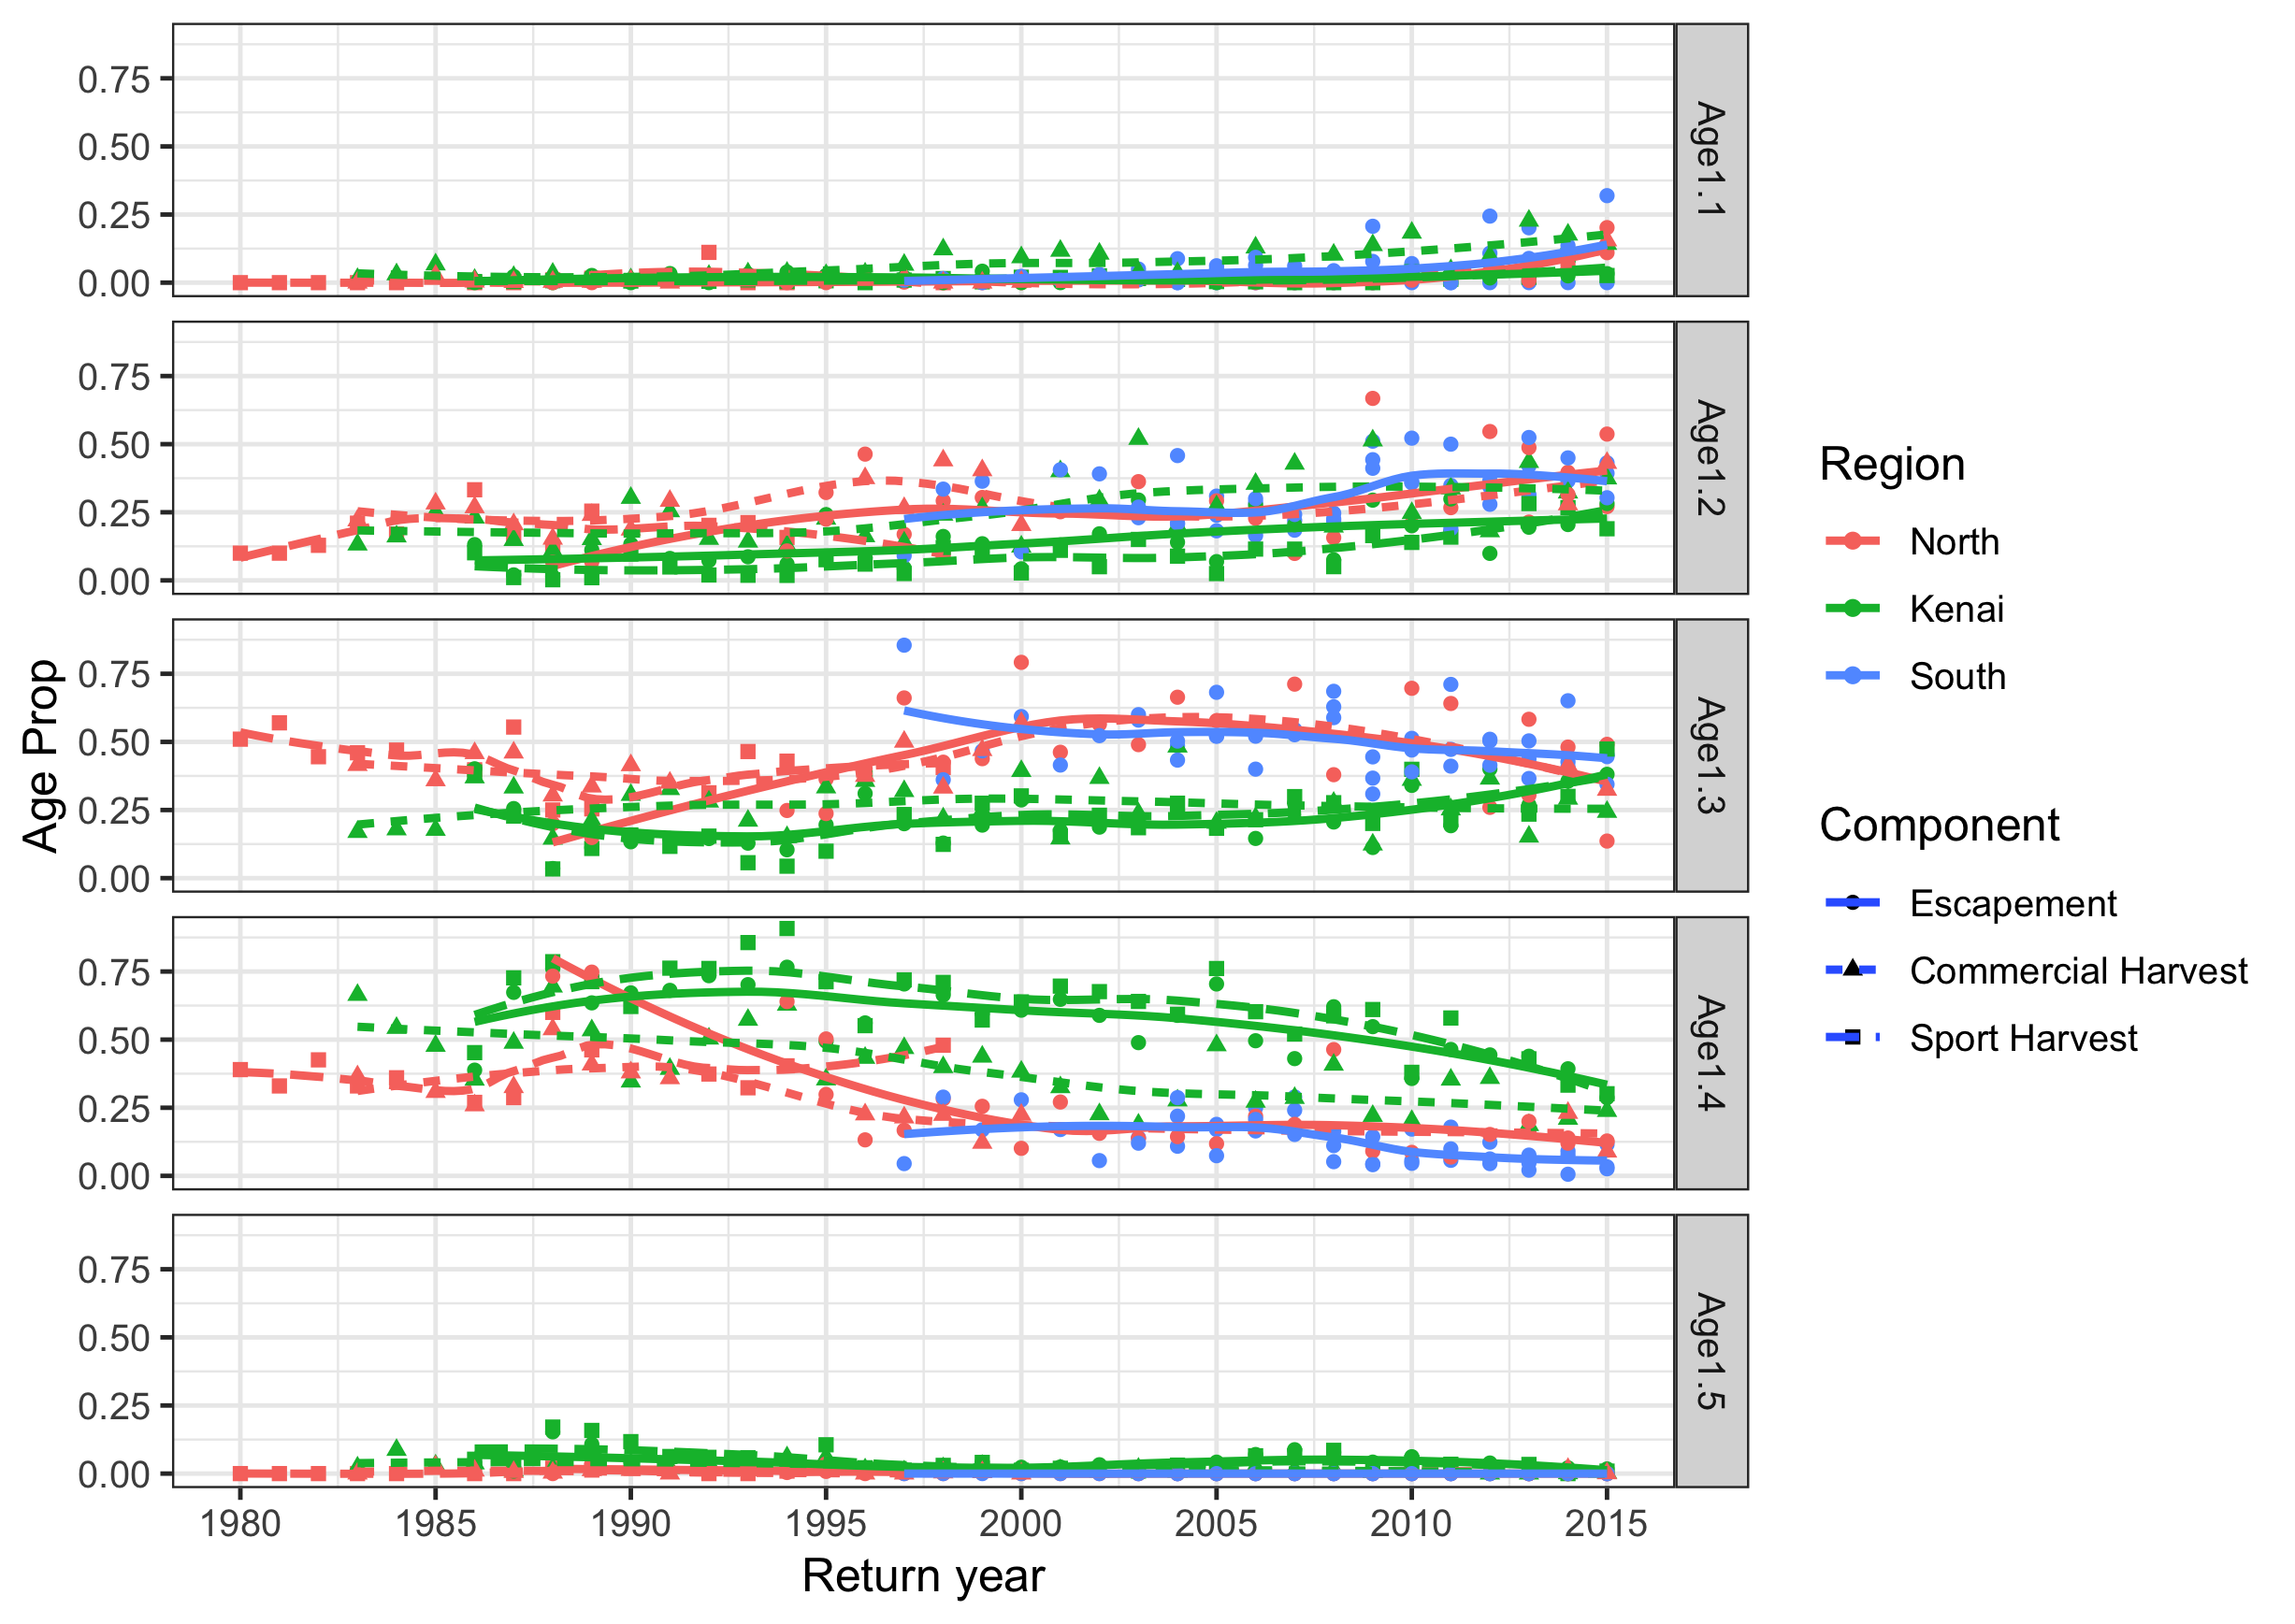 0.75
0.50
0.25
0.00
Age1.1
0.75
0.50
0.25
0.00
Age1.2
0.75
0.50
0.25
0.00
Age1.3
0.75
0.50
0.25
0.00
Age1.4
0.75
0.50
0.25
0.00
Age1.5
Age Prop
1980 1985 1990 1995 2000 2005 2010 2015
Return year
Region
North
Kenai
South
Component
Escapement
Commercial Harvest
Sport Harvest